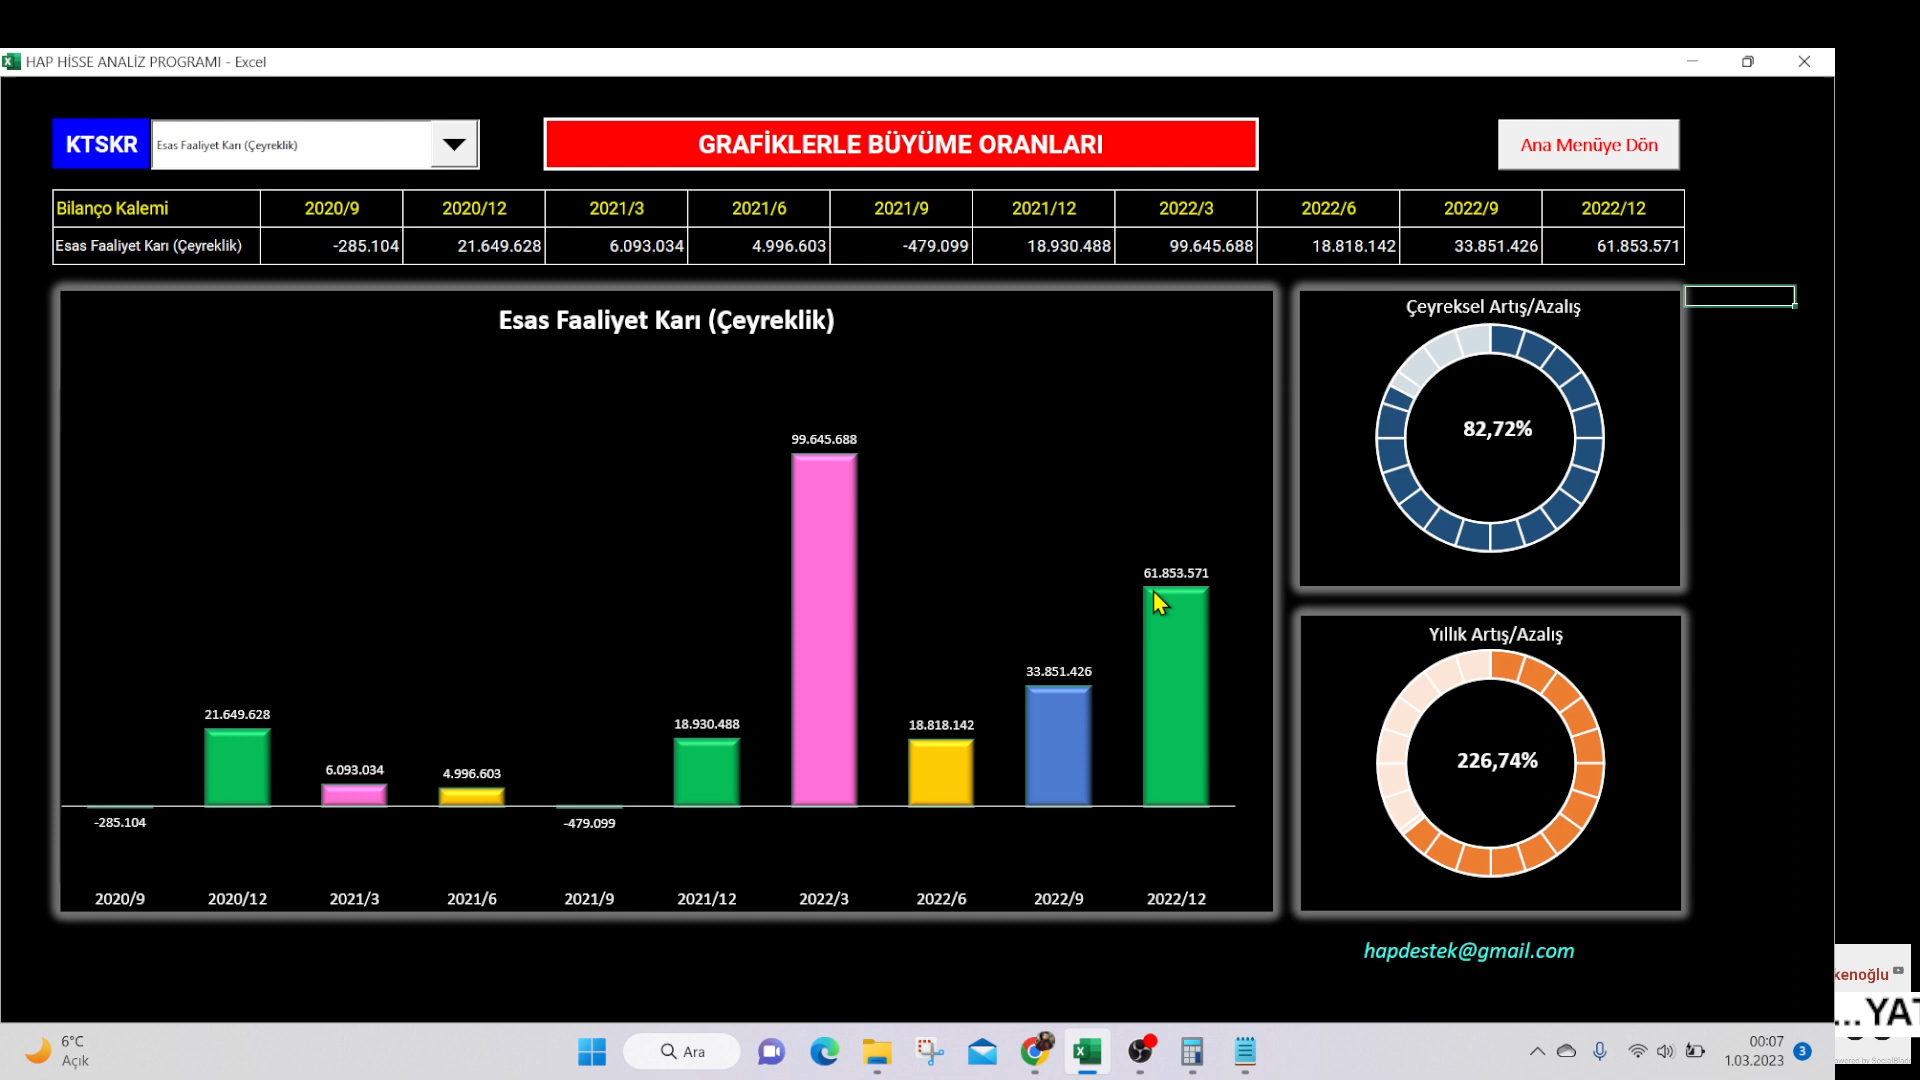 HAP HİSSE ANALİZ PROGRAMI - Excel
KTSKR
Esas Faaliyet Karı (Çeyreklik)
GRAFİKLERLE BÜYÜME ORANLARI
Ana Menüye Dön
Bilanço Kalemi 2020/9 2020/12 2021/3 2021/6 2021/9 2021/12 2022/3 2022/6 2022/9 2022/12
Esas Faaliyet Karı (Çeyreklik) -285.104 21.649.628 6.093.034 4.996.603 -479.099 18.930.488 99.645.688 18.818.142 33.851.426 61.853.571
Esas Faaliyet Karı (Çeyreklik)
99.645.688
61.853.571
33.851.426
21.649.628
18.930.488
18.818.142
6.093.034
4.996.603
-285.104
-479.099
2020/9 2020/12 2021/3 2021/6 2021/9 2021/12 2022/3 2022/6 2022/9 2022/12
Çeyreksel Artış/Azalış
82,72%
Yıllık Artış/Azalış
226,74%
hapdestek@gmail.com
kenoğlu
...YAT
6°C
Açık
Ara
00:07
1.03.2023
3